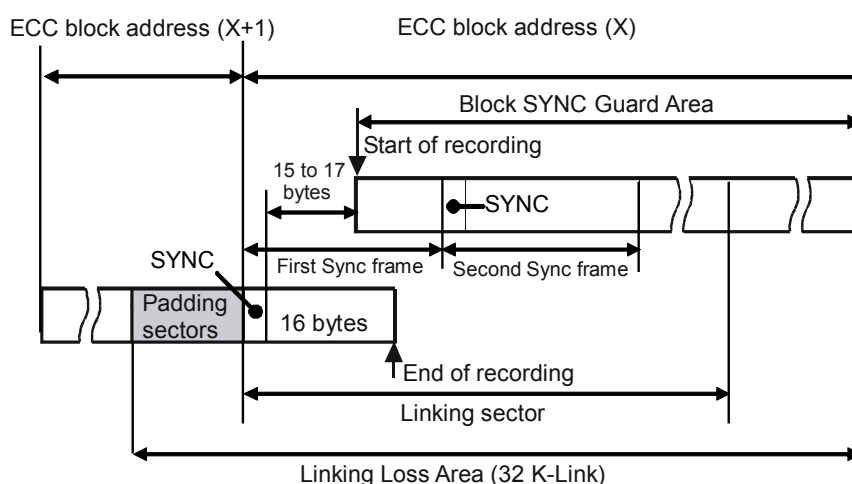 ECC block address (X+1)
ECC block address (X)
Block SYNC Guard Area
Start of recording
15 to 17
bytes
SYNC
First Sync frame
Second Sync frame
SYNC
Padding
sectors
16 bytes
End of recording
Linking sector
Linking Loss Area (32 K-Link)